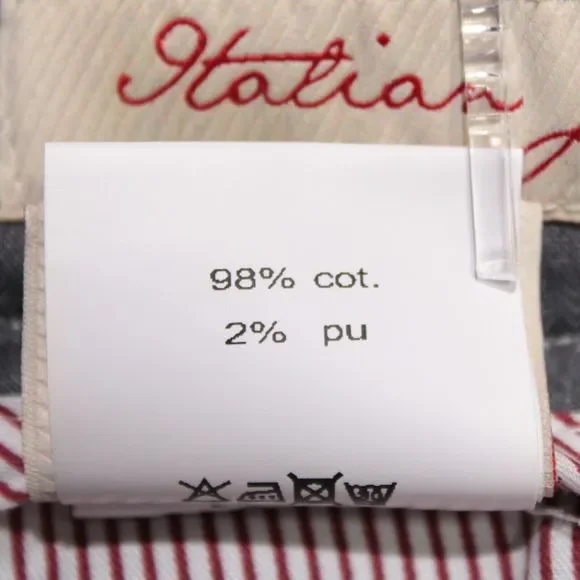 Italian
98% cot.
2% pu